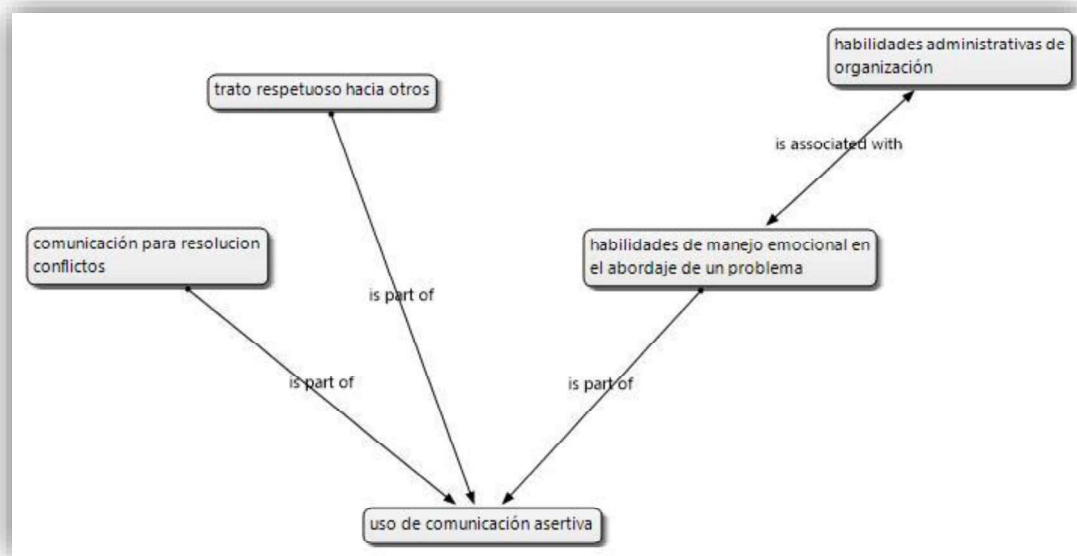 habilidades administrativas de
organización
trato respetuoso hacia otros
is associated with
comunicación para resolucion
conflictos
habilidades de manejo emocional en
el abordaje de un problema
is part of
is part of
is part of
uso de comunicación asertiva